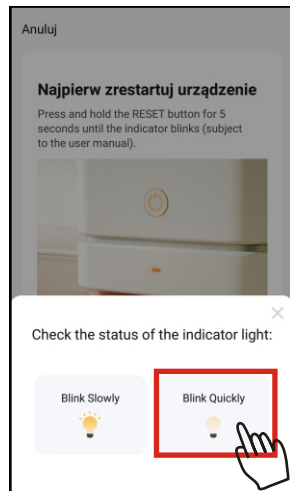 Anuluj
Najpierw zrestartuj urządzenie
Press and hold the RESET button for 5
seconds until the indicator blinks (subject
to the user manual).
Check the status of the indicator light:
Blink Slowly
Blink Quickly